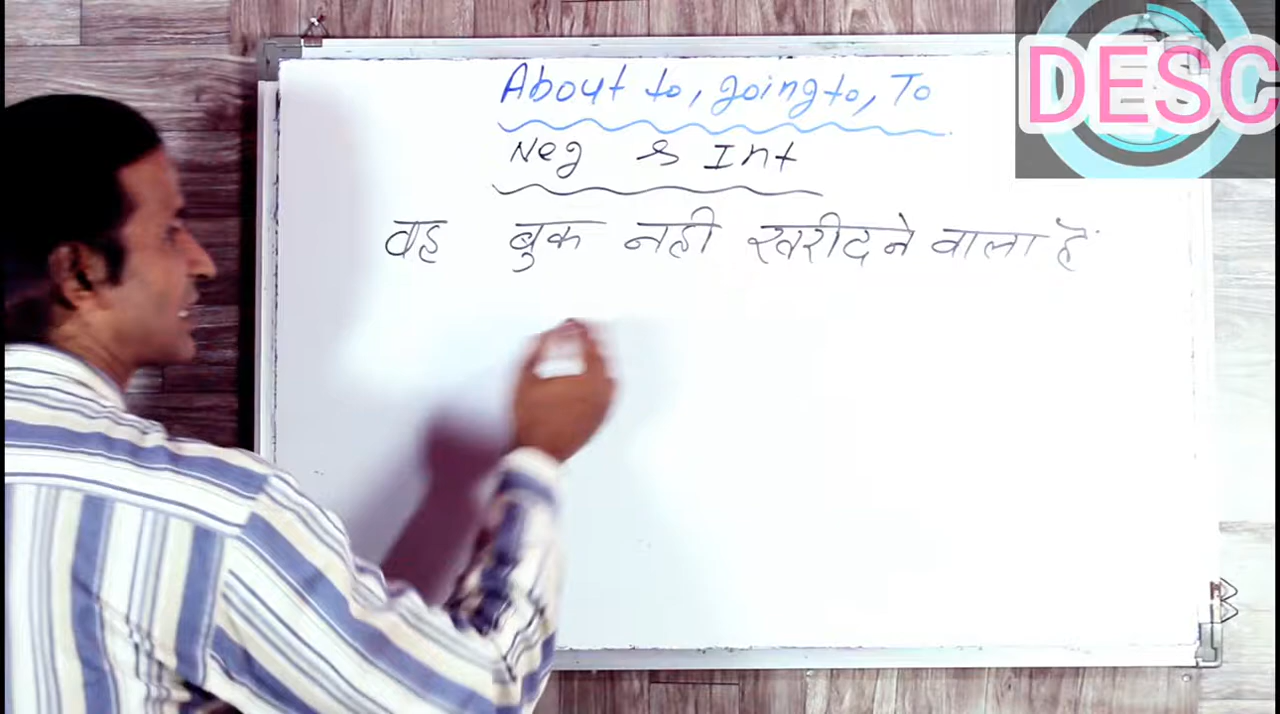 DESC
About to, going to, To
Neg & Int
वह बुक नही खरीदने वाला है